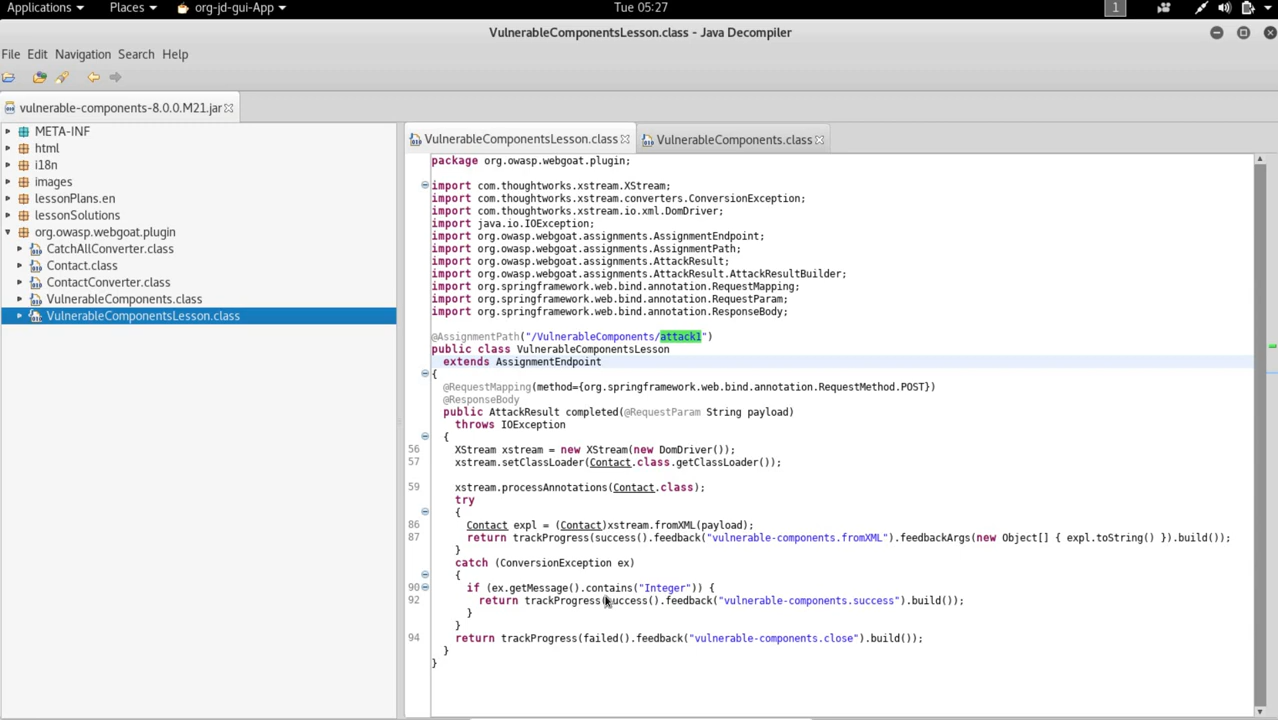 Applications Places org-jd-gui-App Tue 05:27 1
VulnerableComponentsLesson.class - Java Decompiler
File Edit Navigation Search Help
vulnerable-components-8.0.0.M21.jar
META-INF
html
i18n
images
lessonPlans.en
lessonSolutions
org.owasp.webgoat.plugin
CatchAllConverter.class
Contact.class
ContactConverter.class
VulnerableComponents.class
VulnerableComponentsLesson.class
VulnerableComponentsLesson.class VulnerableComponents.class
package org.owasp.webgoat.plugin;
import com.thoughtworks.xstream.XStream;
import com.thoughtworks.xstream.converters.ConversionException;
import com.thoughtworks.xstream.io.xml.DomDriver;
import java.io.IOException;
import org.owasp.webgoat.assignments.AssignmentEndpoint;
import org.owasp.webgoat.assignments.AssignmentPath;
import org.owasp.webgoat.assignments.AttackResult;
import org.owasp.webgoat.assignments.AttackResult.AttackResultBuilder;
import org.springframework.web.bind.annotation.RequestMapping;
import org.springframework.web.bind.annotation.RequestParam;
import org.springframework.web.bind.annotation.ResponseBody;
@AssignmentPath("/VulnerableComponents/attack1")
public class VulnerableComponentsLesson
extends AssignmentEndpoint
{
@RequestMapping(method={org.springframework.web.bind.annotation.RequestMethod.POST})
@ResponseBody
public AttackResult completed(@RequestParam String payload)
throws IOException
{
56 XStream xstream = new XStream(new DomDriver());
57 xstream.setClassLoader(Contact.class.getClassLoader());
59 xstream.processAnnotations(Contact.class);
try
{
86 Contact expl = (Contact)xstream.fromXML(payload);
87 return trackProgress(success().feedback("vulnerable-components.fromXML").feedbackArgs(new Object[] { expl.toString() }).build());
}
catch (ConversionException ex)
{
90 if (ex.getMessage().contains("Integer")) {
92 return trackProgress(success().feedback("vulnerable-components.success").build());
}
}
94 return trackProgress(failed().feedback("vulnerable-components.close").build());
}
}